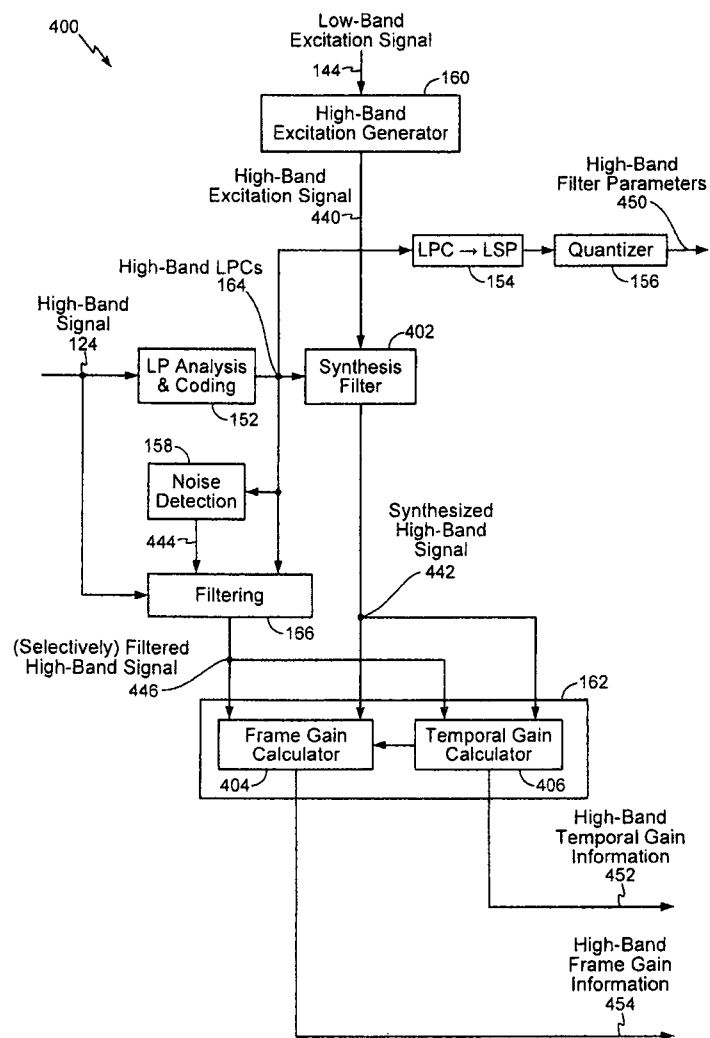 400
Low-Band
Excitation Signal
144
160
High-Band
Excitation Generator
High-Band
Excitation Signal
440
High-Band
Filter Parameters
450
High-Band LPCs
164
LPC → LSP
154
Quantizer
156
High-Band
Signal
124
LP Analysis
& Coding
152
402
Synthesis
Filter
158
Noise
Detection
444
Synthesized
High-Band
Signal
442
Filtering
166
(Selectively) Filtered
High-Band Signal
446
162
Frame Gain
Calculator
404
Temporal Gain
Calculator
406
High-Band
Temporal Gain
Information
452
High-Band
Frame Gain
Information
454